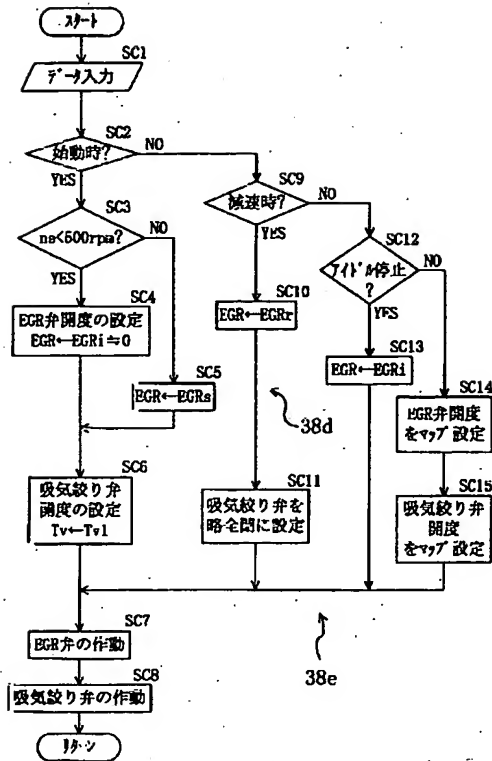 スタート
SC1
データ入力
SC2
始動時?
NO
YES
SC3
ne<500rpm?
NO
YES
SC4
EGR弁開度の設定
EGR←EGRi≒0
SC5
EGR←EGRs
SC6
吸気絞り弁
開度の設定
Tv←Tv1
SC9
減速時?
NO
YES
SC10
EGR←EGRr
38d
SC11
吸気絞り弁を
略全閉に設定
SC12
アイドル停止
?
NO
YES
SC13
EGR←EGRi
SC14
EGR弁開度
をマップ設定
SC15
吸気絞り弁
開度
をマップ設定
38e
SC7
EGR弁の作動
SC8
吸気絞り弁の作動
リターン